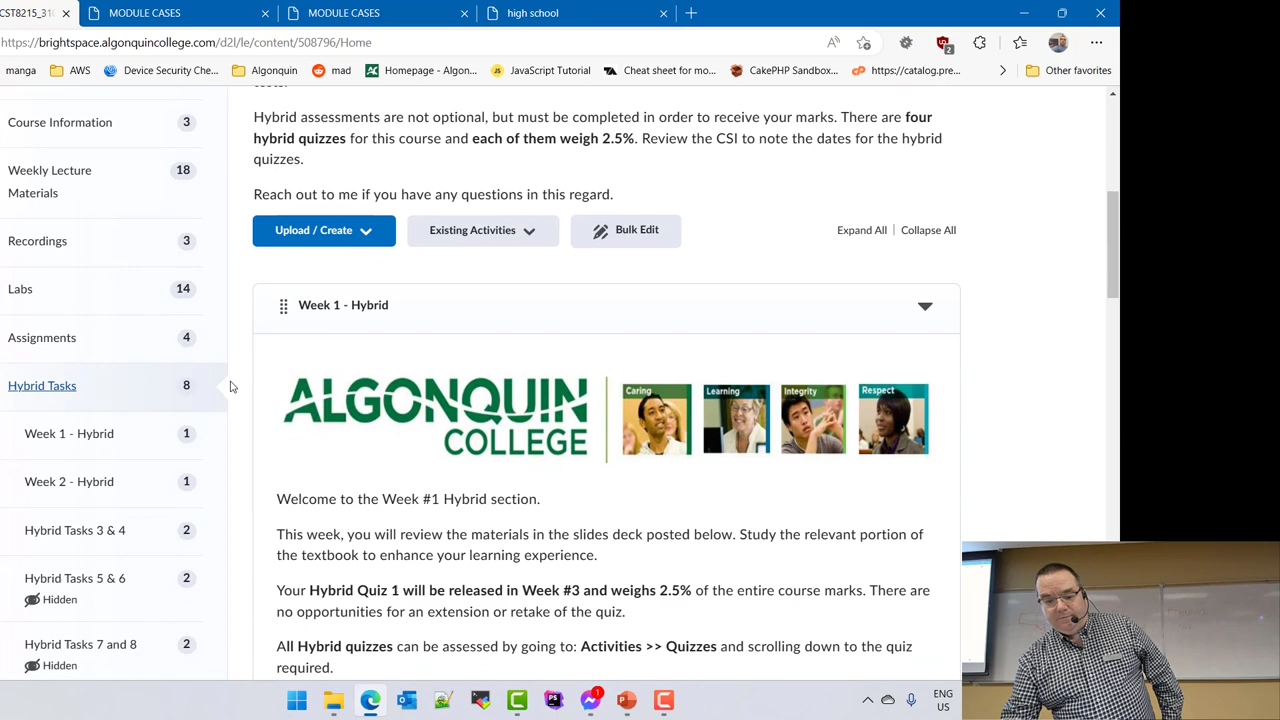 CST8215_31
MODULE CASES
MODULE CASES
high school
https://brightspace.algonquincollege.com/d2l/le/content/508796/Home
2
manga
AWS
Device Security Che...
Algonquin
mad
Homepage - Algon...
JavaScript Tutorial
Cheat sheet for mo...
CakePHP Sandbox...
https://catalog.pre...
Other favorites
Course Information 3
Weekly Lecture 18
Materials
Recordings 3
Labs 14
Assignments 4
Hybrid Tasks 8
Week 1 - Hybrid 1
Week 2 - Hybrid 1
Hybrid Tasks 3 & 4 2
Hybrid Tasks 5 & 6 2
Hidden
Hybrid Tasks 7 and 8 2
Hidden
Hybrid assessments are not optional, but must be completed in order to receive your marks. There are four
hybrid quizzes for this course and each of them weigh 2.5%. Review the CSI to note the dates for the hybrid
quizzes.
Reach out to me if you have any questions in this regard.
Upload / Create
Existing Activities
Bulk Edit
Expand All
Collapse All
Week 1 - Hybrid
ALGONQUIN
COLLEGE
Caring
Learning
Integrity
Respect
Welcome to the Week #1 Hybrid section.
This week, you will review the materials in the slides deck posted below. Study the relevant portion of
the textbook to enhance your learning experience.
Your Hybrid Quiz 1 will be released in Week #3 and weighs 2.5% of the entire course marks. There are
no opportunities for an extension or retake of the quiz.
All Hybrid quizzes can be assessed by going to: Activities >> Quizzes and scrolling down to the quiz
required.
PS
1
ENG
US